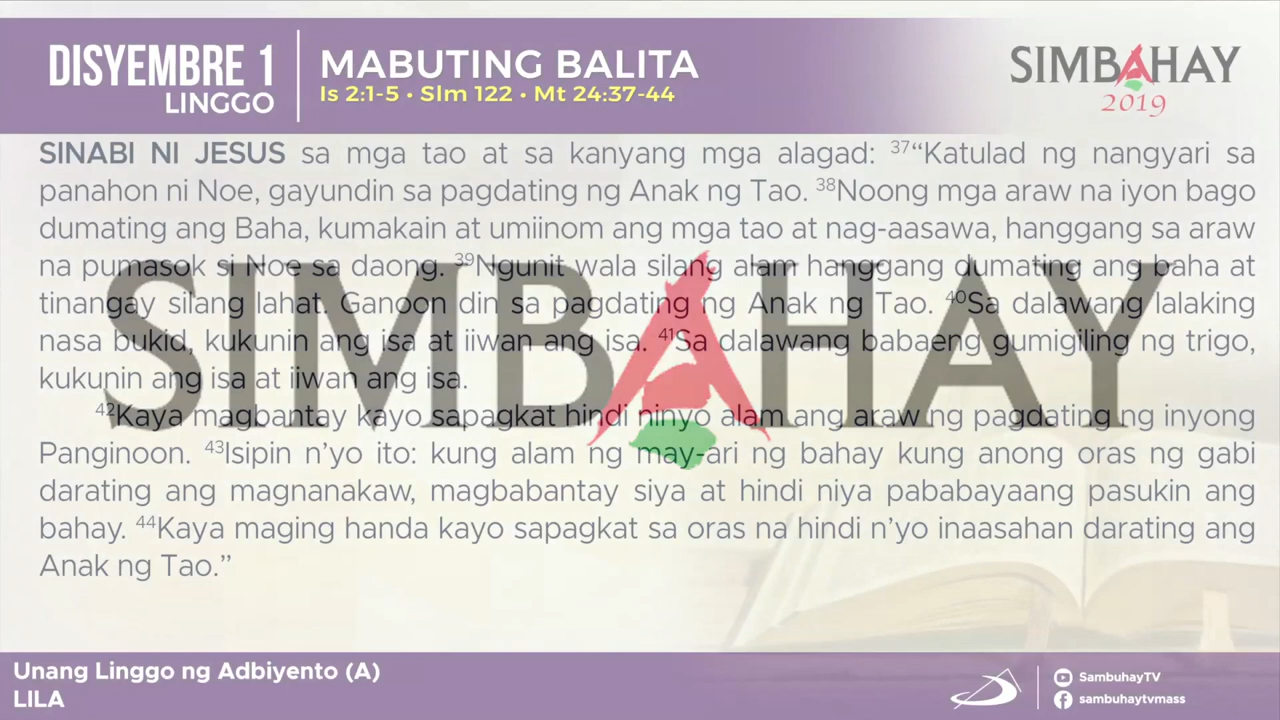 DISYEMBRE 1
LINGGO
MABUTING BALITA
Is 2:1-5 • Slm 122 • Mt 24:37-44
SIMBAHAY
2019
SINABI NI JESUS sa mga tao at sa kanyang mga alagad: ³⁷“Katulad ng nangyari sa
panahon ni Noe, gayundin sa pagdating ng Anak ng Tao. ³⁸Noong mga araw na iyon bago
dumating ang Baha, kumakain at umiinom ang mga tao at nag-aasawa, hanggang sa araw
na pumasok si Noe sa daong. ³⁹Ngunit wala silang alam hanggang dumating ang baha at
tinangay silang lahat. Ganoon din sa pagdating ng Anak ng Tao. ⁴⁰Sa dalawang lalaking
nasa bukid, kukunin ang isa at iiwan ang isa. ⁴¹Sa dalawang babaeng gumigiling ng trigo,
kukunin ang isa at iiwan ang isa.
⁴²Kaya magbantay kayo sapagkat hindi ninyo alam ang araw ng pagdating ng inyong
Panginoon. ⁴³Isipin n’yo ito: kung alam ng may-ari ng bahay kung anong oras ng gabi
darating ang magnanakaw, magbabantay siya at hindi niya pababayaang pasukin ang
bahay. ⁴⁴Kaya maging handa kayo sapagkat sa oras na hindi n’yo inaasahan darating ang
Anak ng Tao.”
SIMBAHAY
Unang Linggo ng Adbiyento (A)
LILA
SambuhayTV
sambuhaytvmass